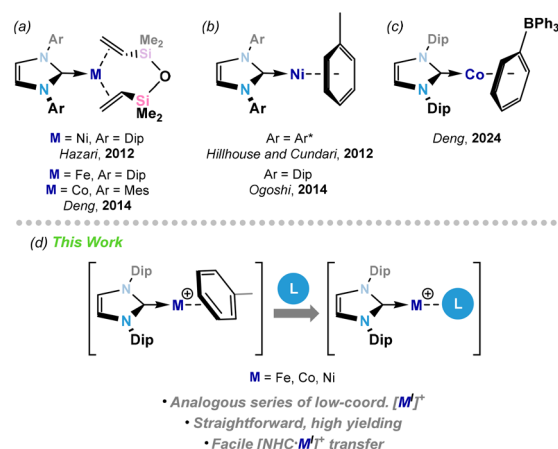 (a)
Ar
N
N
Ar
M
Me2
Si
O
Si
Me2
M = Ni, Ar = Dip
Hazari, 2012
M = Fe, Ar = Dip
M = Co, Ar = Mes
Deng, 2014
(b)
Ar
N
N
Ar
Ni
Ar = Ar*
Hillhouse and Cundari, 2012
Ar = Dip
Ogoshi, 2014
(c)
Dip
N
N
Dip
Co
BPh3
Deng, 2024
(d) This Work
Dip
N
N
Dip
M
⊕
L
Dip
N
N
Dip
M
⊕
L
M = Fe, Co, Ni
• Analogous series of low-coord. [Mᴵ]⁺
• Straightforward, high yielding
• Facile [NHC·Mᴵ]⁺ transfer